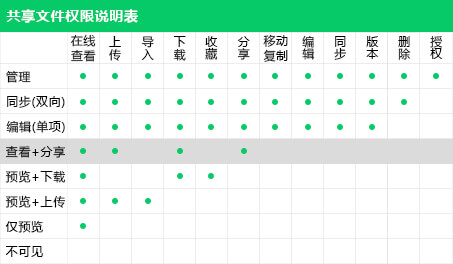 共享文件权限说明表
在线查看 上传 导入 下载 收藏 分享 移动复制 编辑 同步 版本 删除 授权
管理 ● ● ● ● ● ● ● ● ● ● ● ●
同步(双向) ● ● ● ● ● ● ● ● ● ● ●
编辑(单项) ● ● ● ● ● ● ● ● ● ●
查看+分享 ● ● ● ●
预览+下载 ● ● ●
预览+上传 ● ● ●
仅预览 ●
不可见